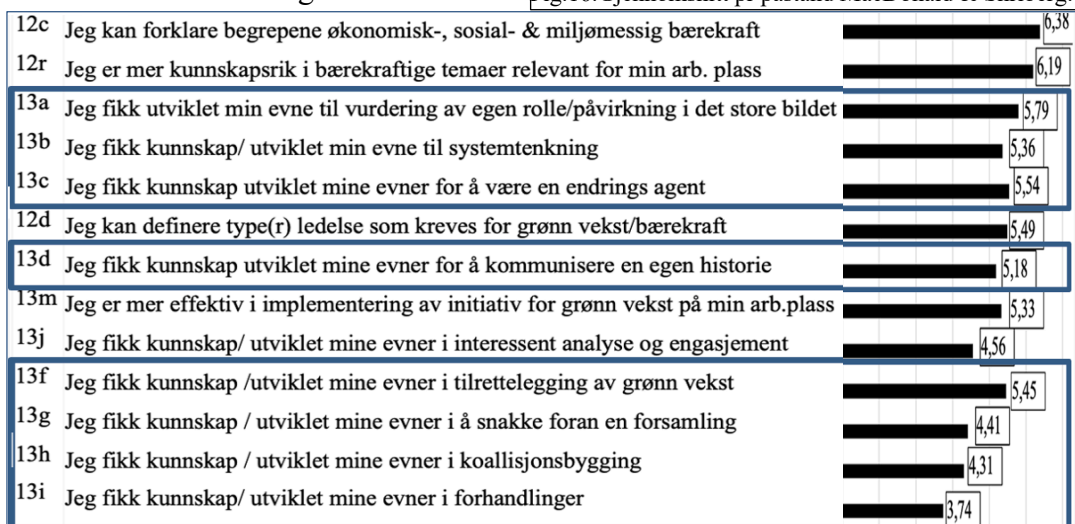 12c Jeg kan forklare begrepene økonomisk-, sosial- & miljømessig bærekraft 6,38
12r Jeg er mer kunnskapsrik i bærekraftige temaer relevant for min arb. plass 6,19
13a Jeg fikk utviklet min evne til vurdering av egen rolle/påvirkning i det store bildet 5,79
13b Jeg fikk kunnskap/ utviklet min evne til systemtenkning 5,36
13c Jeg fikk kunnskap utviklet mine evner for å være en endrings agent 5,54
12d Jeg kan definere type(r) ledelse som kreves for grønn vekst/bærekraft 5,49
13d Jeg fikk kunnskap utviklet mine evner for å kommunisere en egen historie 5,18
13m Jeg er mer effektiv i implementering av initiativ for grønn vekst på min arb.plass 5,33
13j Jeg fikk kunnskap/ utviklet mine evner i interessent analyse og engasjement 4,56
13f Jeg fikk kunnskap /utviklet mine evner i tilrettelegging av grønn vekst 5,45
13g Jeg fikk kunnskap / utviklet mine evner i å snakke foran en forsamling 4,41
13h Jeg fikk kunnskap / utviklet mine evner i koallisjonsbygging 4,31
13i Jeg fikk kunnskap/ utviklet mine evner i forhandlinger 3,74